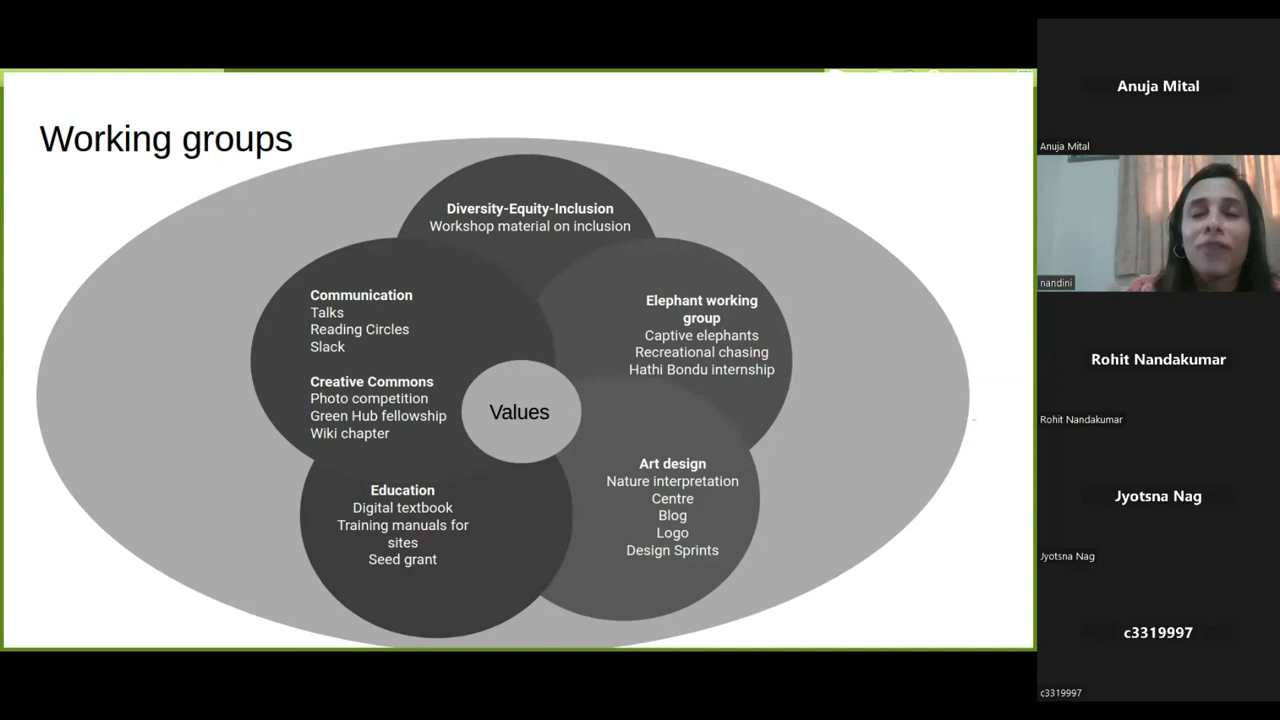 Working groups
Diversity-Equity-Inclusion
Workshop material on inclusion
Communication
Talks
Reading Circles
Slack
Creative Commons
Photo competition
Green Hub fellowship
Wiki chapter
Elephant working
group
Captive elephants
Recreational chasing
Hathi Bondu internship
Values
Education
Digital textbook
Training manuals for
sites
Seed grant
Art design
Nature interpretation
Centre
Blog
Logo
Design Sprints
Anuja Mital
Anuja Mital
nandini
Rohit Nandakumar
Rohit Nandakumar
Jyotsna Nag
Jyotsna Nag
c3319997
c3319997